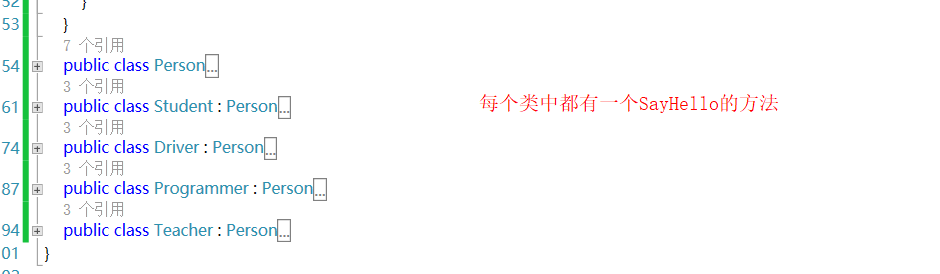 52 }
53 }
7 个引用
54 public class Person...
3 个引用
61 public class Student : Person... 每个类中都有一个SayHello的方法
3 个引用
74 public class Driver : Person...
3 个引用
87 public class Programmer : Person...
3 个引用
94 public class Teacher : Person...
01 }